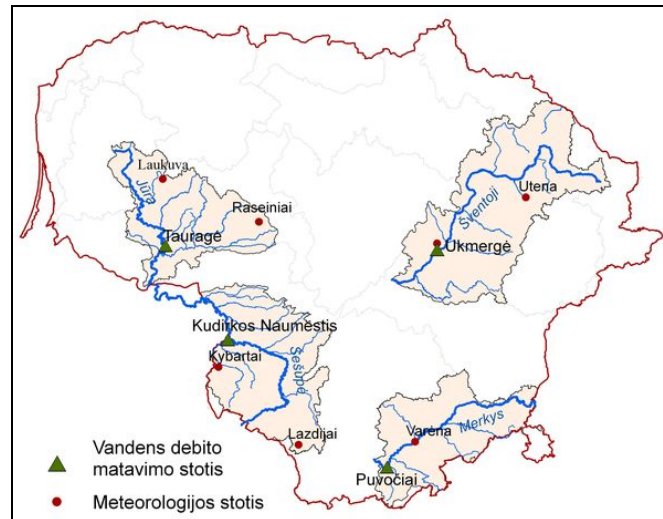 Laukuva
Jūra
Raseiniai
Tauragė
Utena
Šventoji
Ukmergė
Kudirkos Naumėstis
Kybartai
Šešupė
Lazdijai
Merkys
Varėna
Puvočiai
Vandens debito
matavimo stotis
Meteorologijos stotis